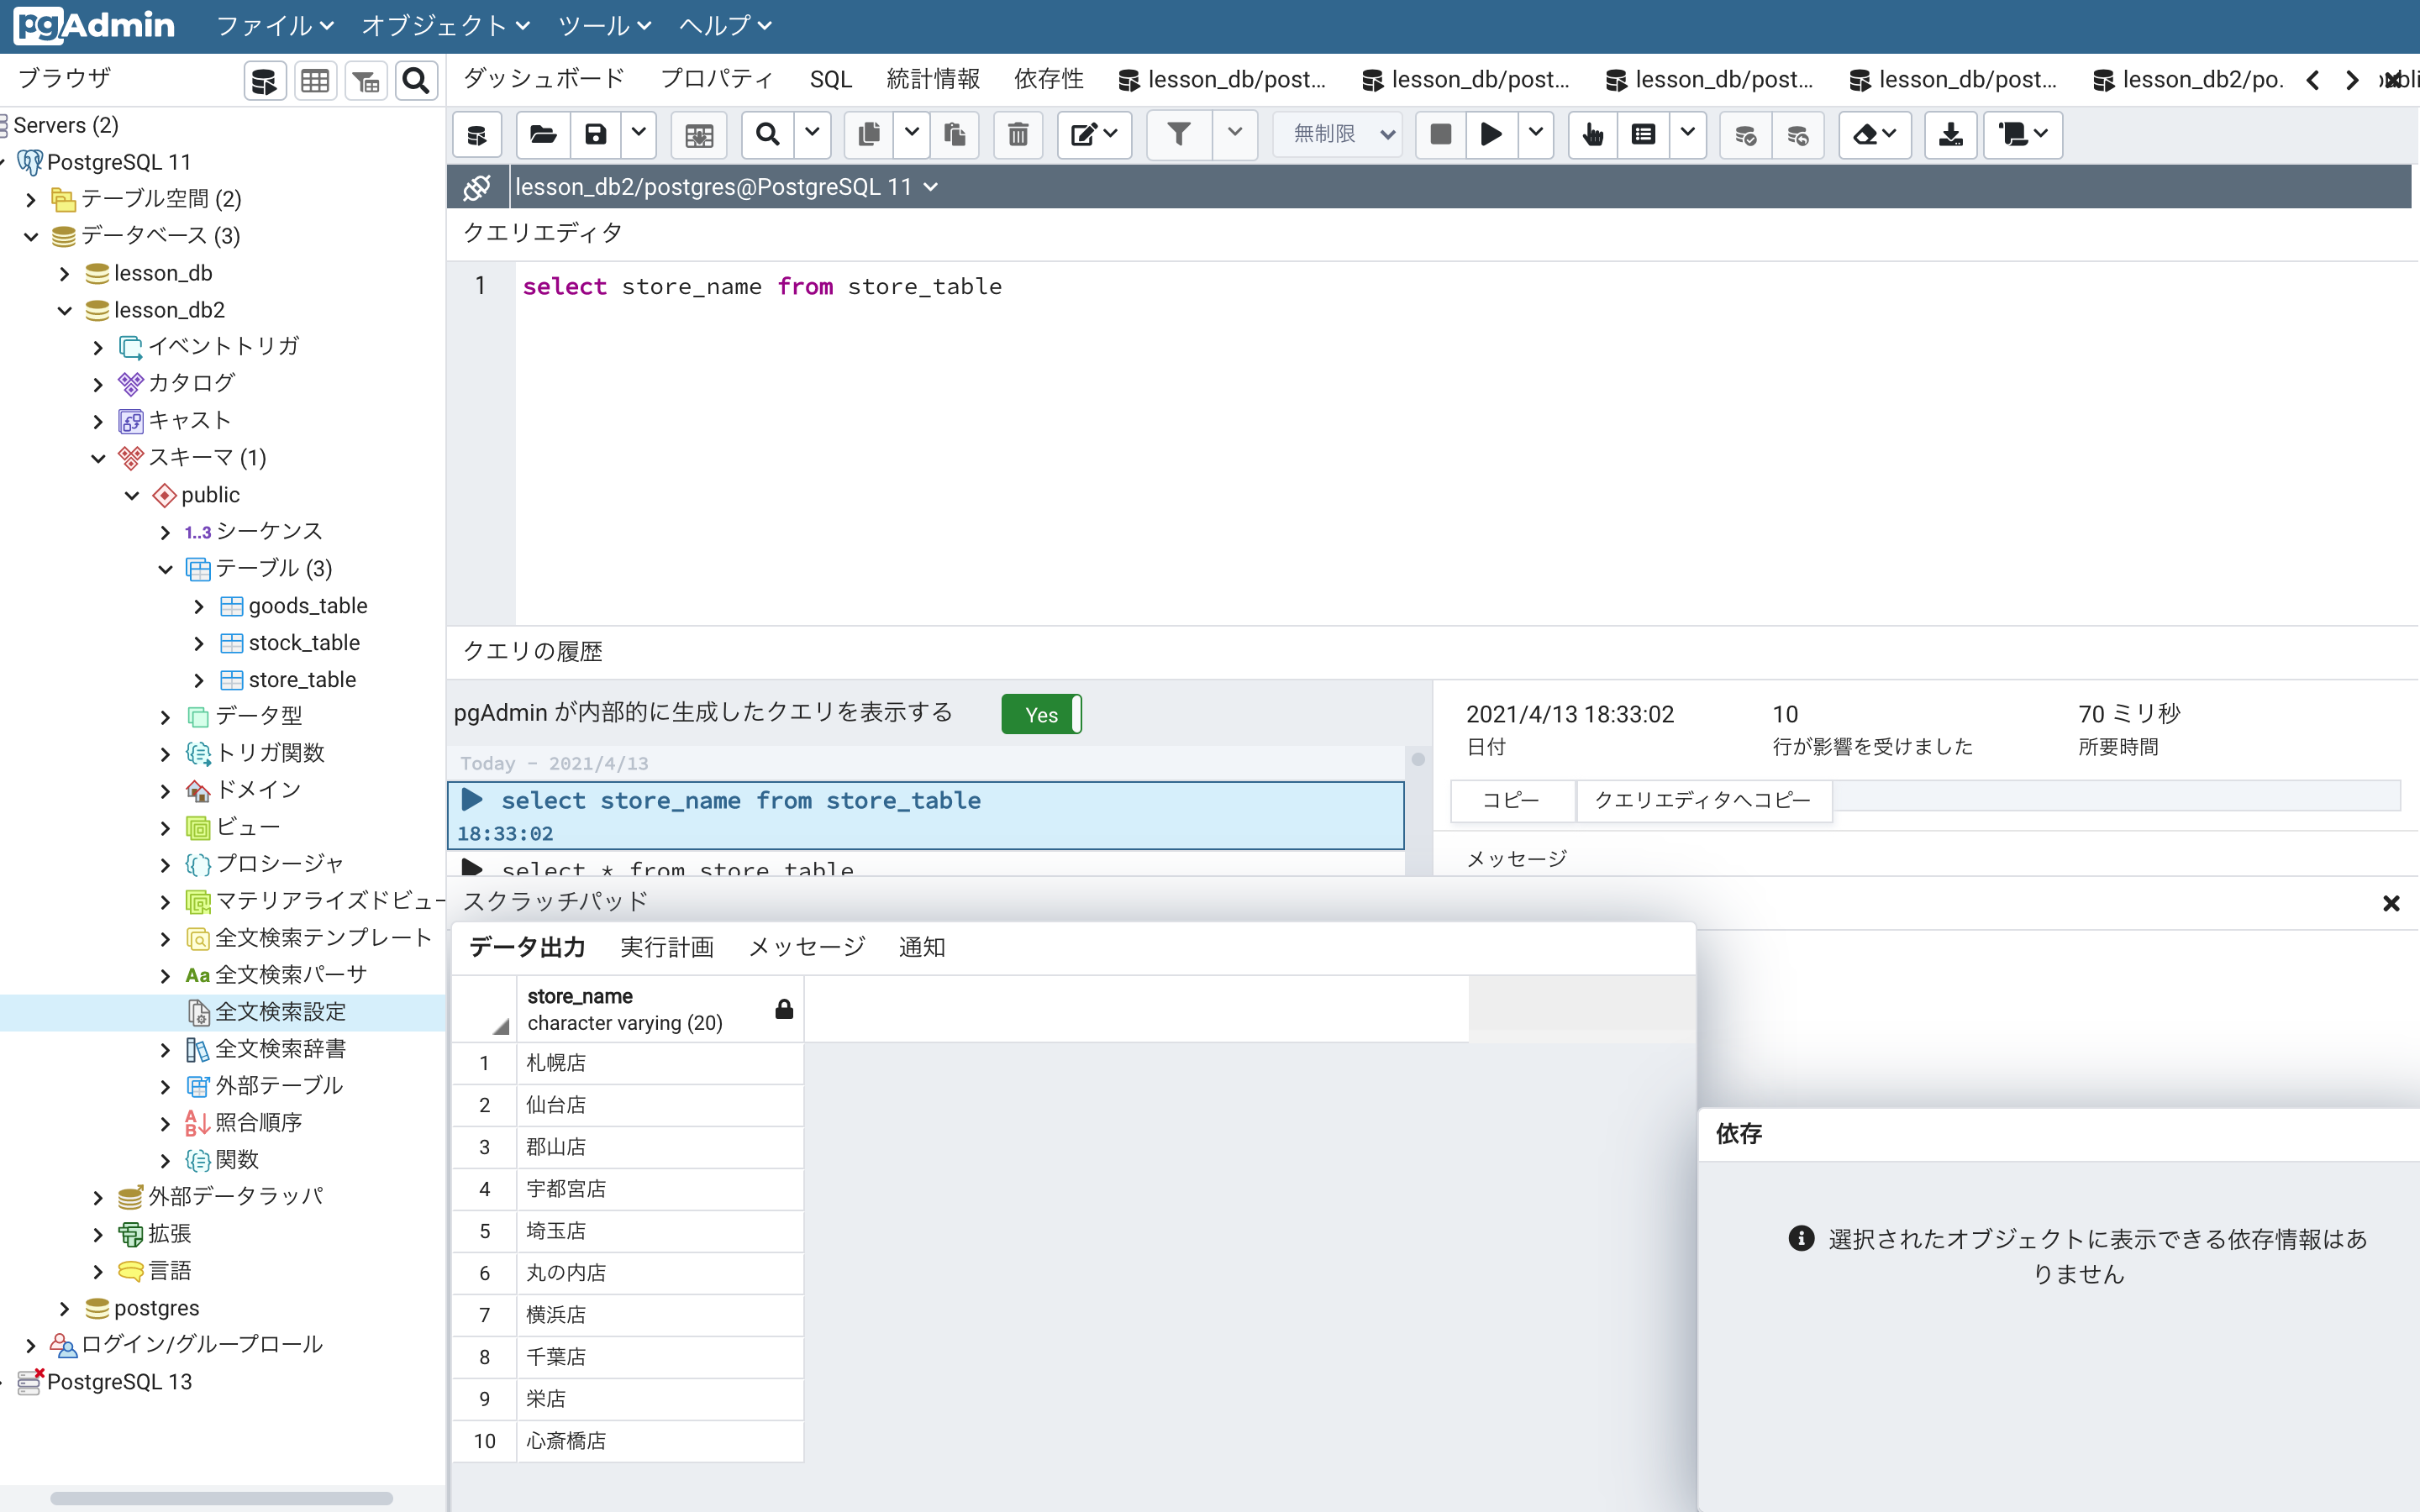 pgAdmin ファイル オブジェクト ツール ヘルプ
ブラウザ
ダッシュボード プロパティ SQL 統計情報 依存性 lesson_db/post... lesson_db/post... lesson_db/post... lesson_db/post... lesson_db2/po.
Servers (2)
PostgreSQL 11
テーブル空間 (2)
データベース (3)
lesson_db
lesson_db2
イベントトリガ
カタログ
キャスト
スキーマ (1)
public
1..3 シーケンス
テーブル (3)
goods_table
stock_table
store_table
データ型
トリガ関数
ドメイン
ビュー
プロシージャ
マテリアライズドビュー
全文検索テンプレート
Aa 全文検索パーサ
全文検索設定
全文検索辞書
外部テーブル
照合順序
関数
外部データラッパ
拡張
言語
postgres
ログイン/グループロール
PostgreSQL 13
無制限
lesson_db2/postgres@PostgreSQL 11
クエリエディタ
1 select store_name from store_table
クエリの履歴
pgAdmin が内部的に生成したクエリを表示する Yes
Today - 2021/4/13
select store_name from store_table
18:33:02
select * from store_table
2021/4/13 18:33:02 10 70 ミリ秒
日付 行が影響を受けました 所要時間
コピー クエリエディタへコピー
メッセージ
スクラッチパッド
データ出力 実行計画 メッセージ 通知
store_name
character varying (20)
1 札幌店
2 仙台店
3 郡山店
4 宇都宮店
5 埼玉店
6 丸の内店
7 横浜店
8 千葉店
9 栄店
10 心斎橋店
依存
選択されたオブジェクトに表示できる依存情報はあ
りません